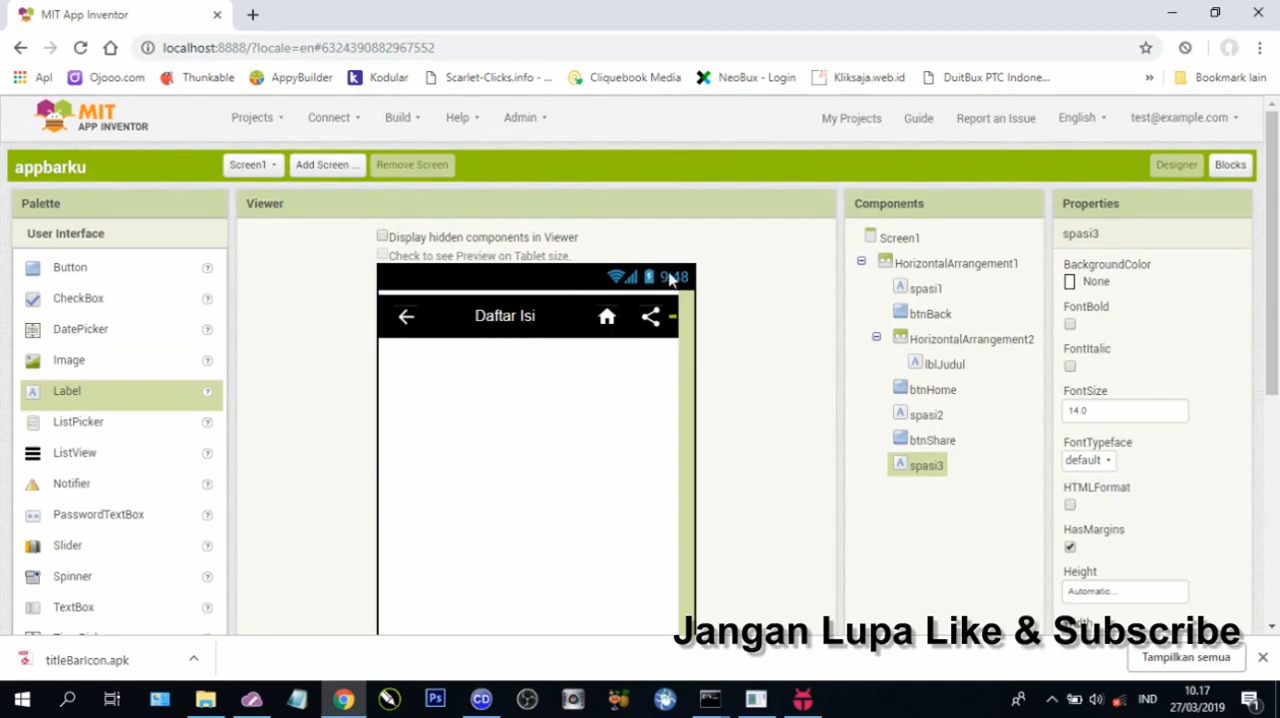 MIT App Inventor
localhost:8888/?locale=en#6324390882967552
Apl Ojooo.com Thunkable AppyBuilder Kodular Scarlet-Clicks.info - ... Cliquebook Media NeoBux - Logind Kliksaja.web.id DuitBux PTC Indone... » Bookmark lain
MIT
APP INVENTOR
Projects Connect Build Help Admin My Projects Guide Report an Issue English test@example.com
appbarku Screen1 Add Screen ... Remove Screen Designer Blocks
Palette
User Interface
Button
CheckBox
DatePicker
Image
Label
ListPicker
ListView
Notifier
PasswordTextBox
Slider
Spinner
TextBox
Viewer
Display hidden components in Viewer
Check to see Preview on Tablet size.
9:48
Daftar Isi
Components
Screen1
HorizontalArrangement1
spasi1
btnBack
HorizontalArrangement2
lblJudul
btnHome
spasi2
btnShare
spasi3
Properties
spasi3
BackgroundColor
None
FontBold
FontItalic
FontSize
14.0
FontTypeface
default
HTMLFormat
HasMargins
Height
Automatic...
Jangan Lupa Like & Subscribe
titleBarIcon.apk
Tampilkan semua
IND
10.17
27/03/2019